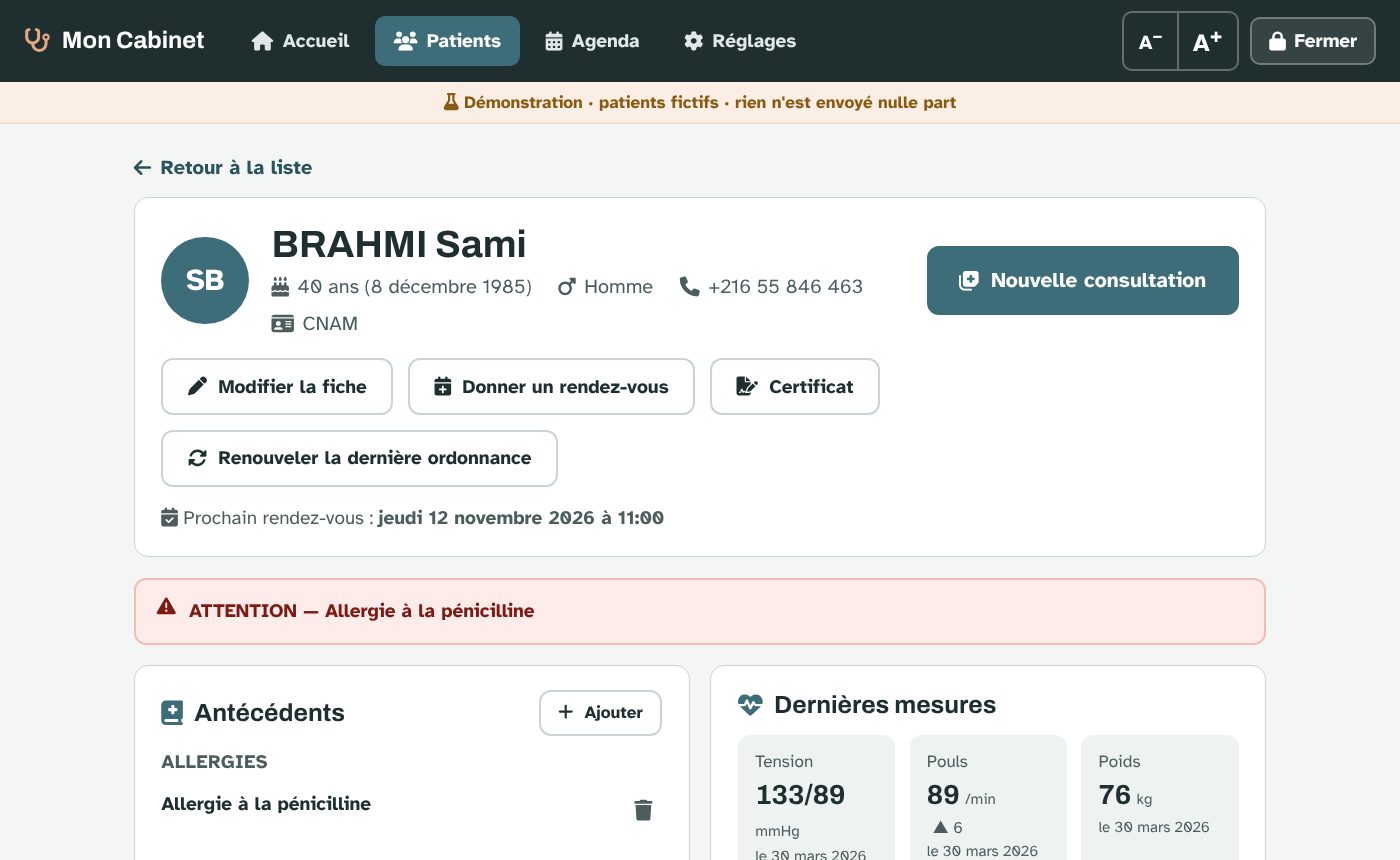 Mon Cabinet
Accueil
Patients
Agenda
Réglages
A−
A+
Fermer
Démonstration · patients fictifs · rien n'est envoyé nulle part
Retour à la liste
SB
BRAHMI Sami
40 ans (8 décembre 1985)
Homme
+216 55 846 463
CNAM
Nouvelle consultation
Modifier la fiche
Donner un rendez-vous
Certificat
Renouveler la dernière ordonnance
Prochain rendez-vous : jeudi 12 novembre 2026 à 11:00
ATTENTION — Allergie à la pénicilline
Antécédents
Ajouter
ALLERGIES
Allergie à la pénicilline
Dernières mesures
Tension
133/89
mmHg
le 30 mars 2026
Pouls
89 /min
▲ 6
le 30 mars 2026
Poids
76 kg
le 30 mars 2026